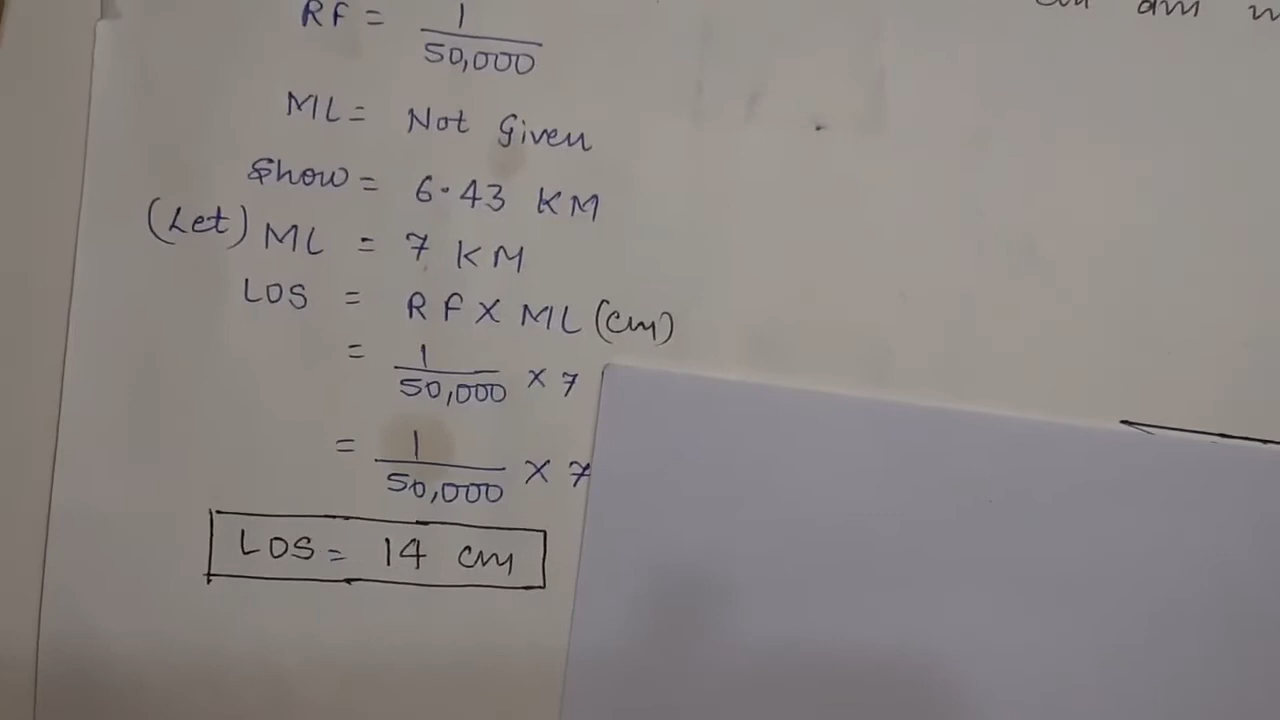 RF = 1/50,000
ML = Not Given
Show = 6.43 KM
(Let) ML = 7 KM
LOS = RF X ML (cm)
= 1/50,000 X 7
= 1/50,000 X 7
LOS = 14 cm